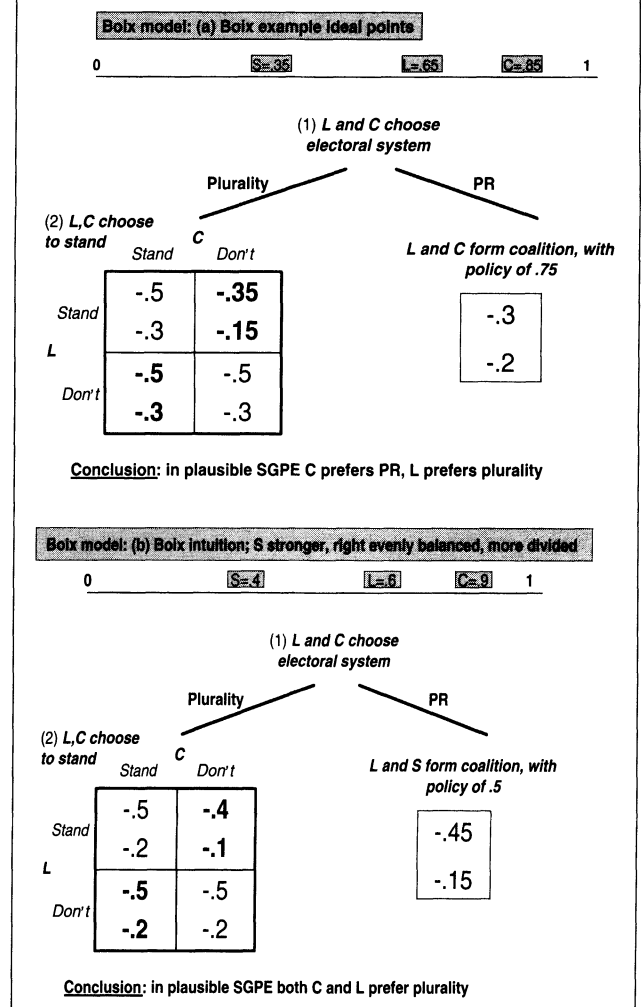 Boix model: (a) Boix example ideal points
0 S=.35 L=.65 C=.85 1
(1) L and C choose
electoral system
Plurality PR
(2) L,C choose
to stand
C
Stand Don't
L and C form coalition, with
policy of .75
Stand
L
Don't
-.5 -.35
-.3 -.15
-.5 -.5
-.3 -.3
-.3
-.2
Conclusion: in plausible SGPE C prefers PR, L prefers plurality
Boix model: (b) Boix intuition; S stronger, right evenly balanced, more divided
0 S=.4 L=.6 C=.9 1
(1) L and C choose
electoral system
Plurality PR
(2) L,C choose
to stand
C
Stand Don't
L and S form coalition, with
policy of .5
Stand
L
Don't
-.5 -.4
-.2 -.1
-.5 -.5
-.2 -.2
-.45
-.15
Conclusion: in plausible SGPE both C and L prefer plurality